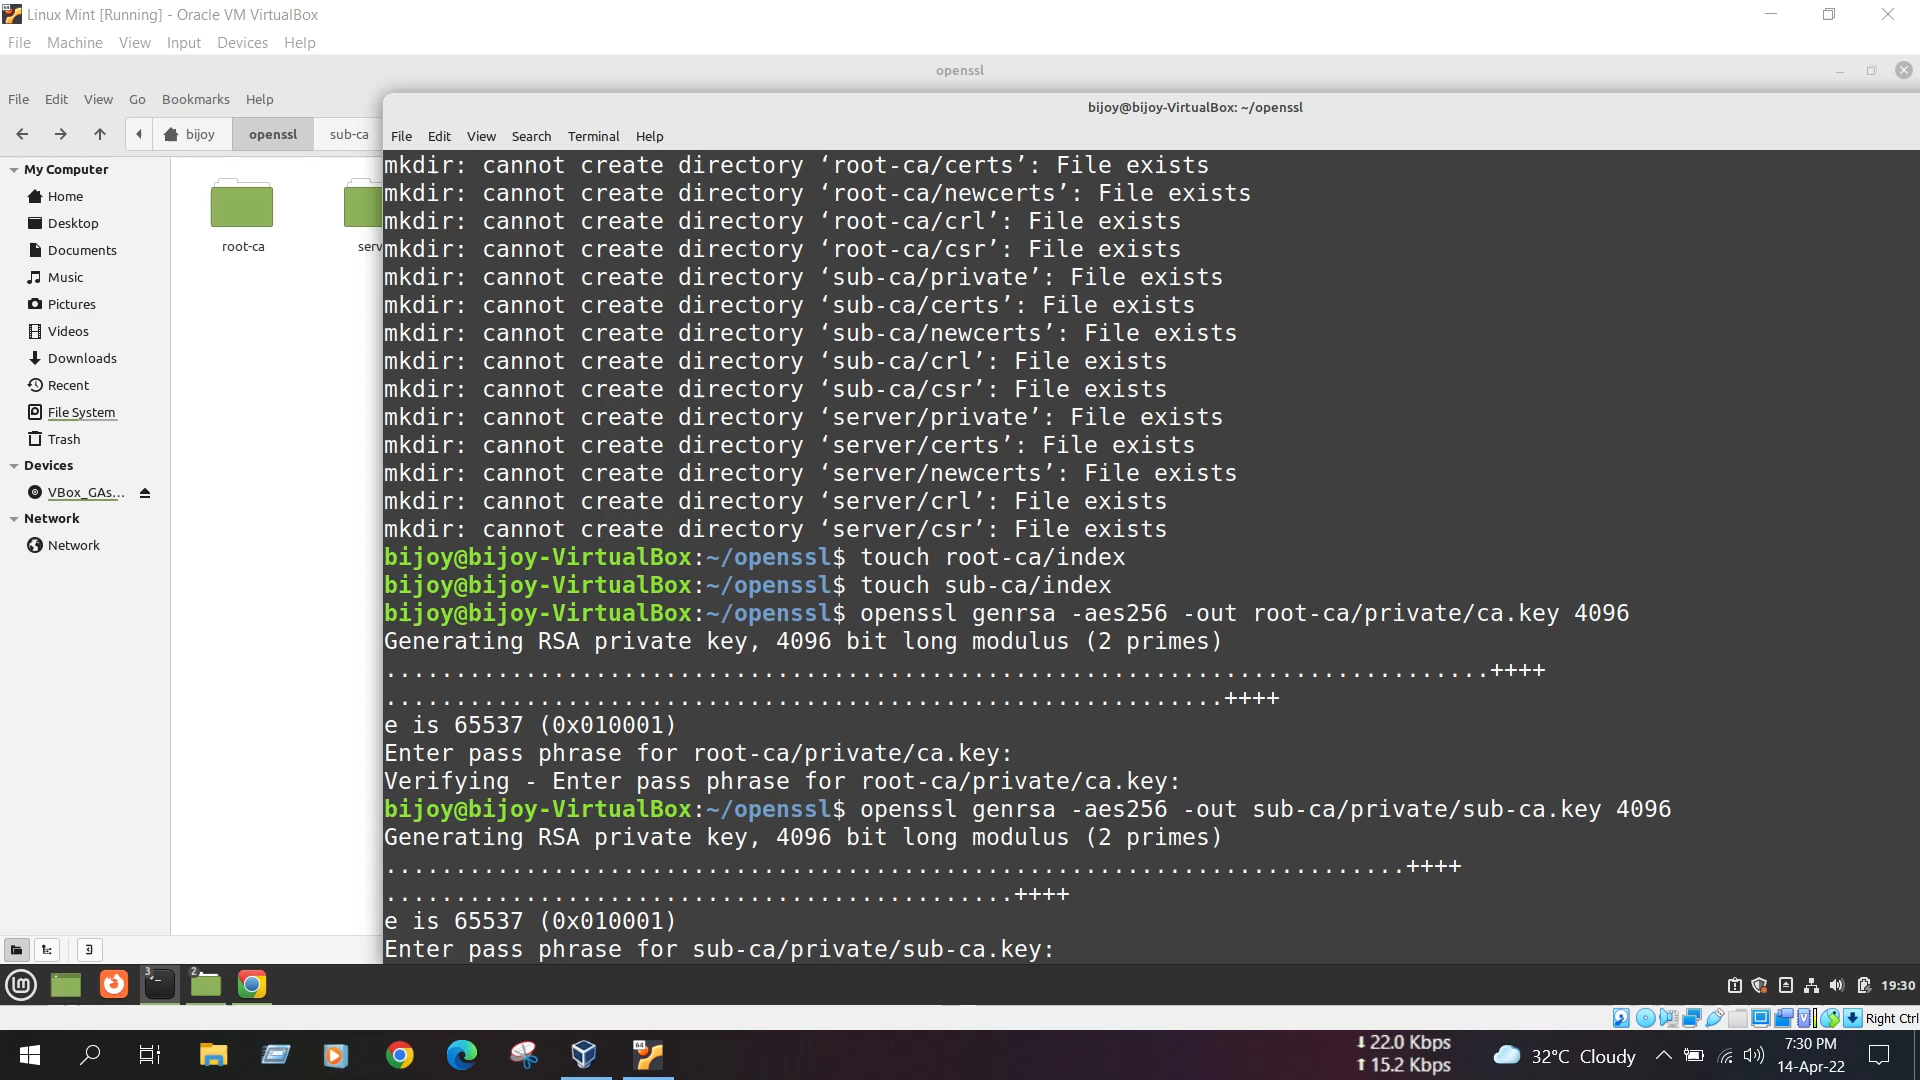 Linux Mint [Running] - Oracle VM VirtualBox
File Machine View Input Devices Help
openssl
File Edit View Go Bookmarks Help
bijoy openssl sub-ca
My Computer
Home
Desktop
Documents
Music
Pictures
Videos
Downloads
Recent
File System
Trash
Devices
VBox_GAs...
Network
Network
root-ca
serv
bijoy@bijoy-VirtualBox: ~/openssl
File Edit View Search Terminal Help
mkdir: cannot create directory ‘root-ca/certs’: File exists
mkdir: cannot create directory ‘root-ca/newcerts’: File exists
mkdir: cannot create directory ‘root-ca/crl’: File exists
mkdir: cannot create directory ‘root-ca/csr’: File exists
mkdir: cannot create directory ‘sub-ca/private’: File exists
mkdir: cannot create directory ‘sub-ca/certs’: File exists
mkdir: cannot create directory ‘sub-ca/newcerts’: File exists
mkdir: cannot create directory ‘sub-ca/crl’: File exists
mkdir: cannot create directory ‘sub-ca/csr’: File exists
mkdir: cannot create directory ‘server/private’: File exists
mkdir: cannot create directory ‘server/certs’: File exists
mkdir: cannot create directory ‘server/newcerts’: File exists
mkdir: cannot create directory ‘server/crl’: File exists
mkdir: cannot create directory ‘server/csr’: File exists
bijoy@bijoy-VirtualBox:~/openssl$ touch root-ca/index
bijoy@bijoy-VirtualBox:~/openssl$ touch sub-ca/index
bijoy@bijoy-VirtualBox:~/openssl$ openssl genrsa -aes256 -out root-ca/private/ca.key 4096
Generating RSA private key, 4096 bit long modulus (2 primes)
...............................................................................++++
............................................................++++
e is 65537 (0x010001)
Enter pass phrase for root-ca/private/ca.key:
Verifying - Enter pass phrase for root-ca/private/ca.key:
bijoy@bijoy-VirtualBox:~/openssl$ openssl genrsa -aes256 -out sub-ca/private/sub-ca.key 4096
Generating RSA private key, 4096 bit long modulus (2 primes)
.........................................................................++++
.............................................++++
e is 65537 (0x010001)
Enter pass phrase for sub-ca/private/sub-ca.key:
3 2 19:30
Right Ctrl
22.0 Kbps
15.2 Kbps
32°C Cloudy
7:30 PM
14-Apr-22